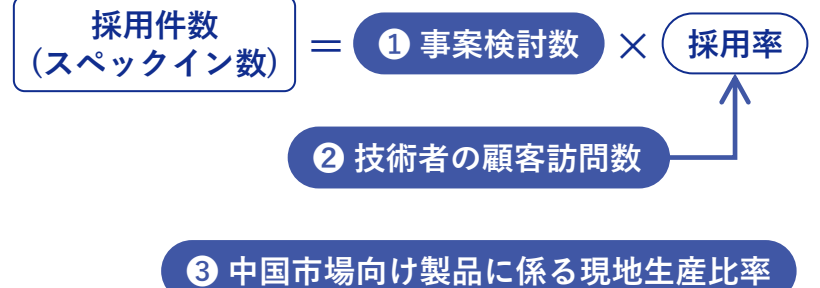 採用件数
(スペックイン数)
= ❶ 事案検討数 × 採用率
❷ 技術者の顧客訪問数
❸ 中国市場向け製品に係る現地生産比率